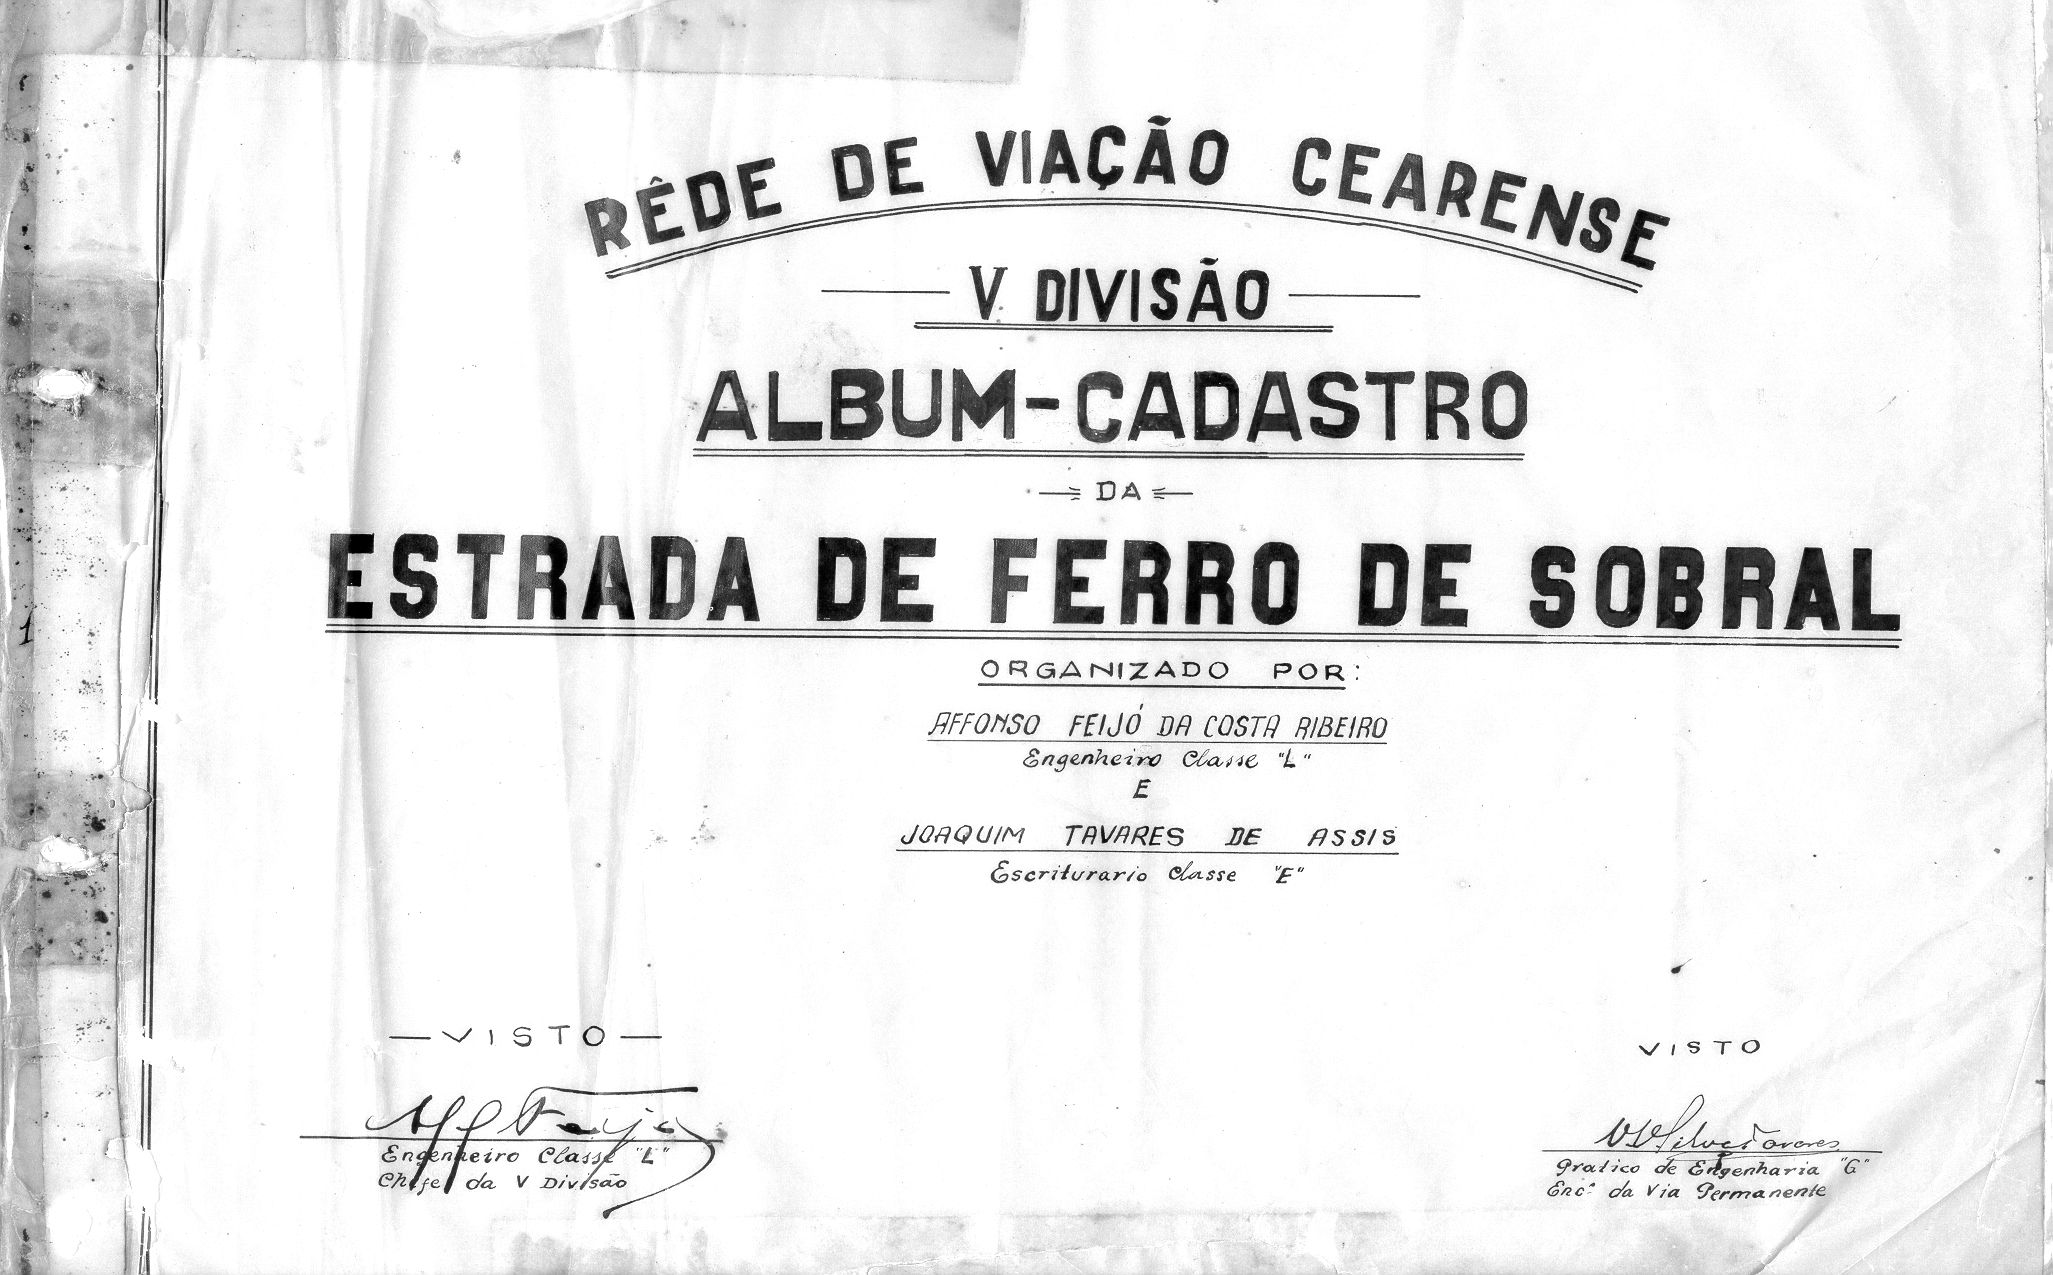 RÊDE DE VIAÇÃO CEARENSE
V DIVISÃO
ALBUM-CADASTRO
DA
ESTRADA DE FERRO DE SOBRAL
ORGANIZADO POR:
AFFONSO FEIJÓ DA COSTA RIBEIRO
Engenheiro Classe "L"
E
JOAQUIM TAVARES DE ASSIS
Escriturario Classe "E"
1
—VISTO—
Aff Feijó
Engenheiro Classe "L"
Chefe da V Divisão
VISTO
Pratico de Engenharia "G"
Encº da Via Permanente